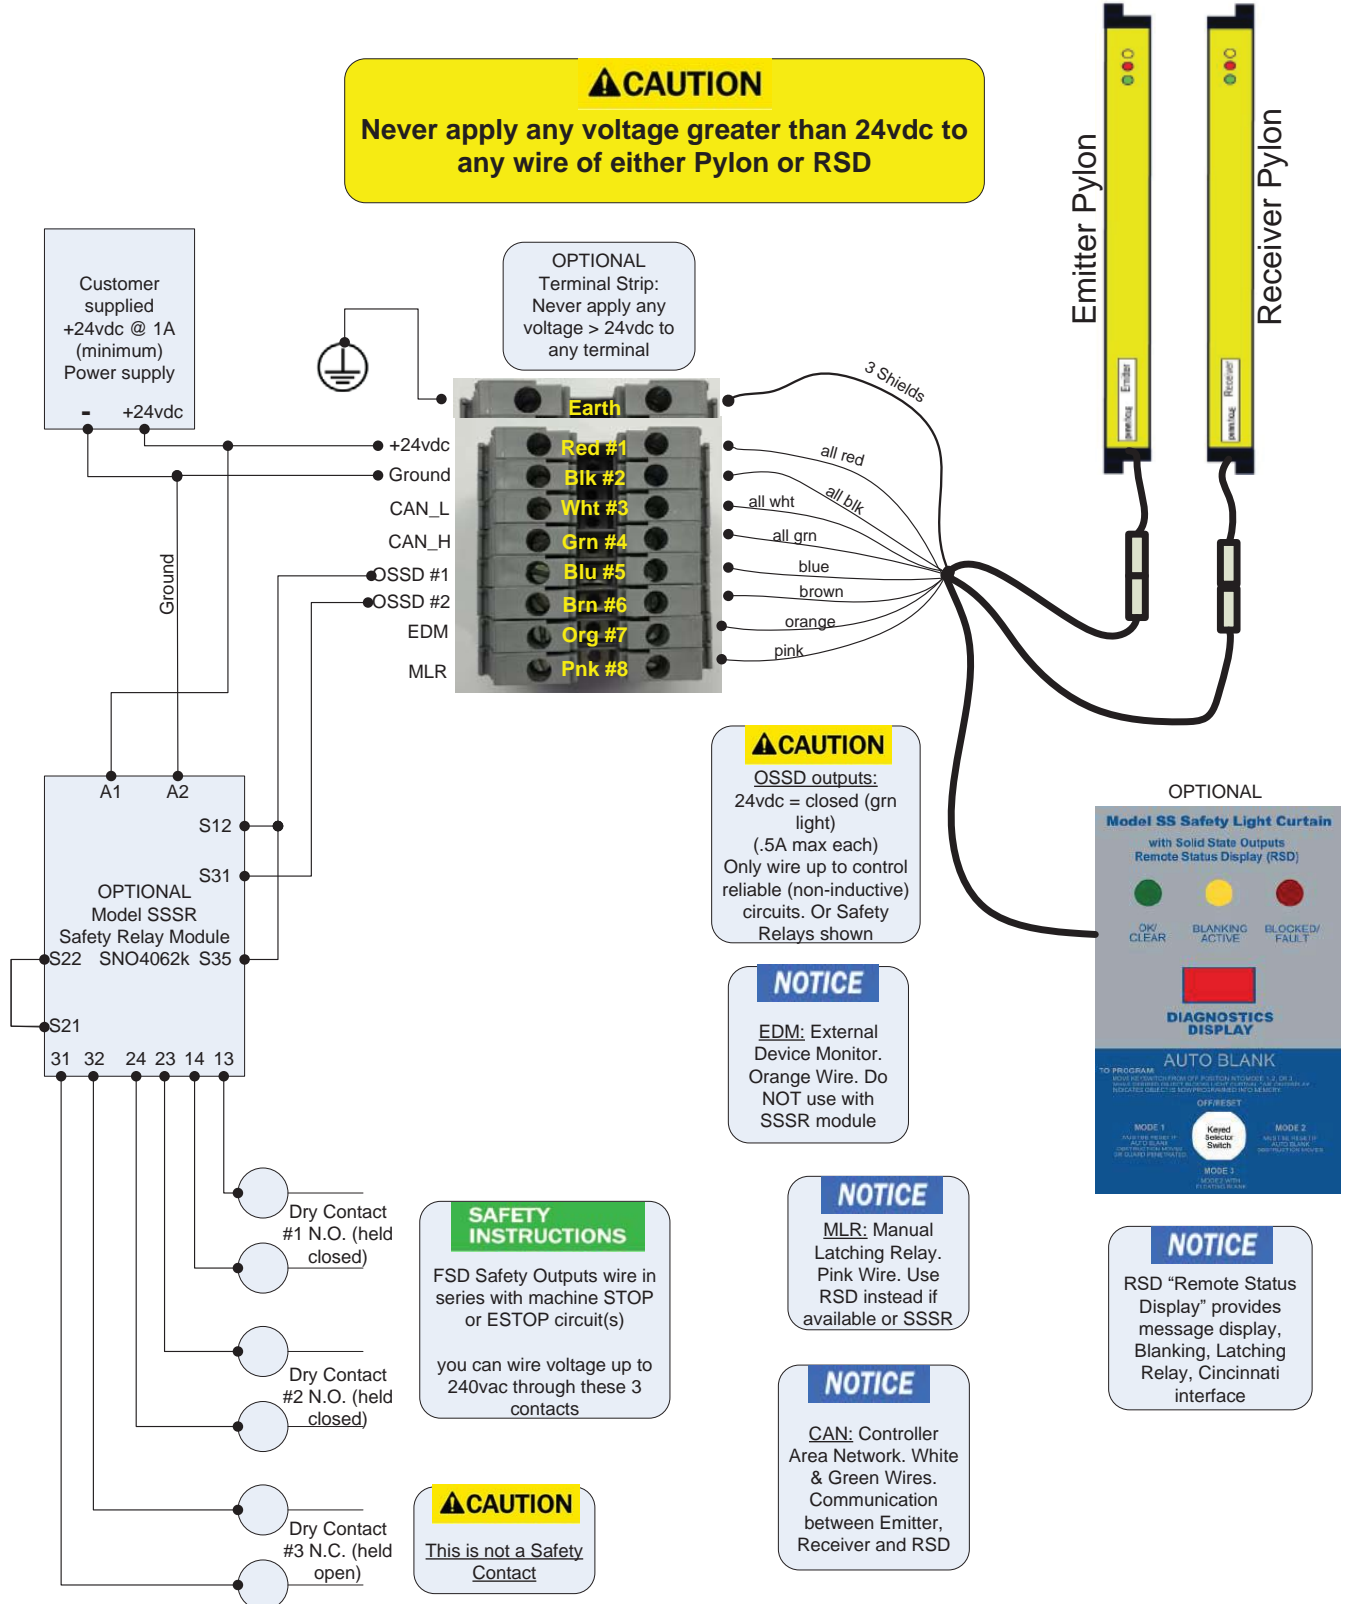 CAUTION
Never apply any voltage greater than 24vdc to
any wire of either Pylon or RSD
Emitter Pylon
Receiver Pylon
Emitter
Receiver
Customer
supplied
+24vdc @ 1A
(minimum)
Power supply
-
+24vdc
OPTIONAL
Terminal Strip:
Never apply any
voltage > 24vdc to
any terminal
Earth
3 Shields
+24vdc
Red #1
all red
Ground
Blk #2
all blk
CAN_L
Wht #3
all wht
CAN_H
Grn #4
all grn
OSSD #1
Blu #5
blue
OSSD #2
Brn #6
brown
EDM
Org #7
orange
MLR
Pnk #8
pink
Ground
A1
A2
S12
S31
OPTIONAL
Model SSSR
Safety Relay Module
S22 SNO4062k S35
S21
31 32 24 23 14 13
Dry Contact
#1 N.O. (held
closed)
Dry Contact
#2 N.O. (held
closed)
Dry Contact
#3 N.C. (held
open)
SAFETY
INSTRUCTIONS
FSD Safety Outputs wire in
series with machine STOP
or ESTOP circuit(s)
you can wire voltage up to
240vac through these 3
contacts
CAUTION
This is not a Safety
Contact
CAUTION
OSSD outputs:
24vdc = closed (grn
light)
(.5A max each)
Only wire up to control
reliable (non-inductive)
circuits. Or Safety
Relays shown
NOTICE
EDM: External
Device Monitor.
Orange Wire. Do
NOT use with
SSSR module
NOTICE
MLR: Manual
Latching Relay.
Pink Wire. Use
RSD instead if
available or SSSR
NOTICE
CAN: Controller
Area Network. White
& Green Wires.
Communication
between Emitter,
Receiver and RSD
OPTIONAL
Model SS Safety Light Curtain
with Solid State Outputs
Remote Status Display (RSD)
OK/
CLEAR
BLANKING
ACTIVE
BLOCKED/
FAULT
DIAGNOSTICS
DISPLAY
AUTO BLANK
TO PROGRAM:
OFF/RESET
MODE 1
Keyed
Selector
Switch
MODE 2
MODE 3
NOTICE
RSD “Remote Status
Display” provides
message display,
Blanking, Latching
Relay, Cincinnati
interface